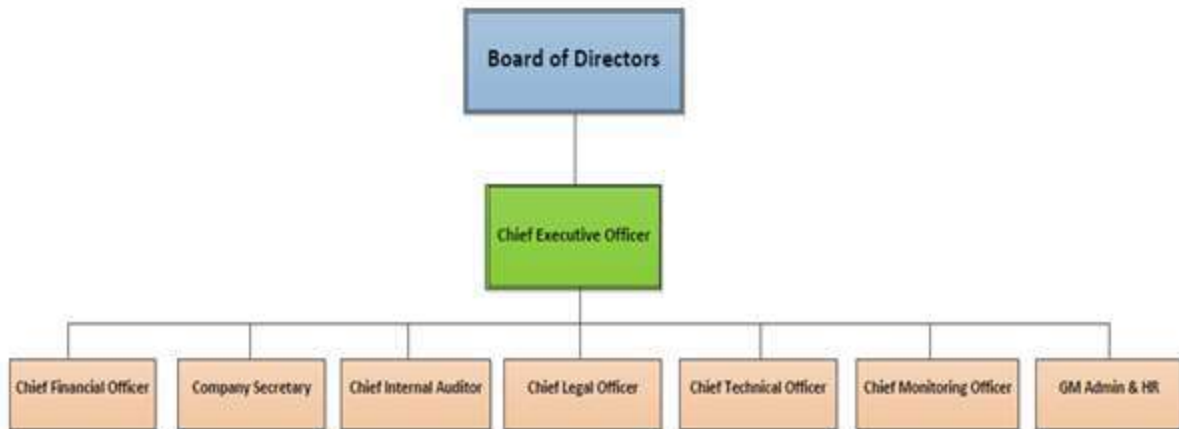 Board of Directors
Chief Executive Officer
Chief Financial Officer
Company Secretary
Chief Internal Auditor
Chief Legal Officer
Chief Technical Officer
Chief Monitoring Officer
GM Admin & HR